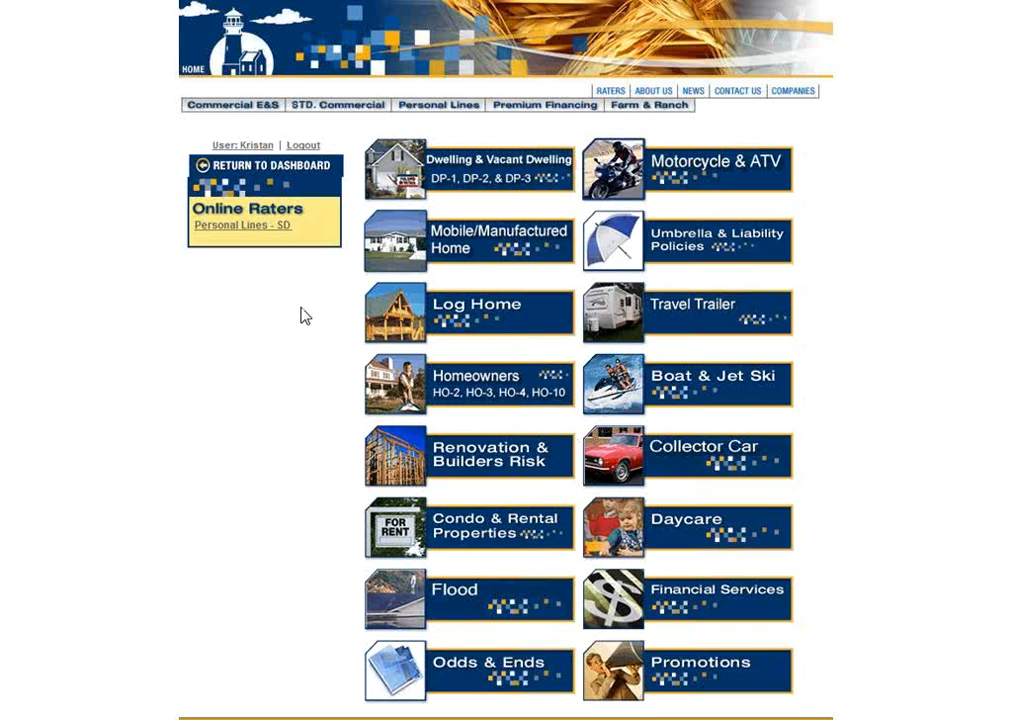 HOME
RATERS | ABOUT US | NEWS | CONTACT US | COMPANIES
Commercial E&S | STD. Commercial | Personal Lines | Premium Financing | Farm & Ranch
User: Kristan | Logout
RETURN TO DASHBOARD
Online Raters
Personal Lines - SD
Dwelling & Vacant Dwelling
DP-1, DP-2, & DP-3
Motorcycle & ATV
Mobile/Manufactured
Home
Umbrella & Liability
Policies
Log Home
Travel Trailer
Homeowners
HO-2, HO-3, HO-4, HO-10
Boat & Jet Ski
Renovation &
Builders Risk
Collector Car
FOR
RENT
Condo & Rental
Properties
Daycare
Flood
Financial Services
Odds & Ends
Promotions